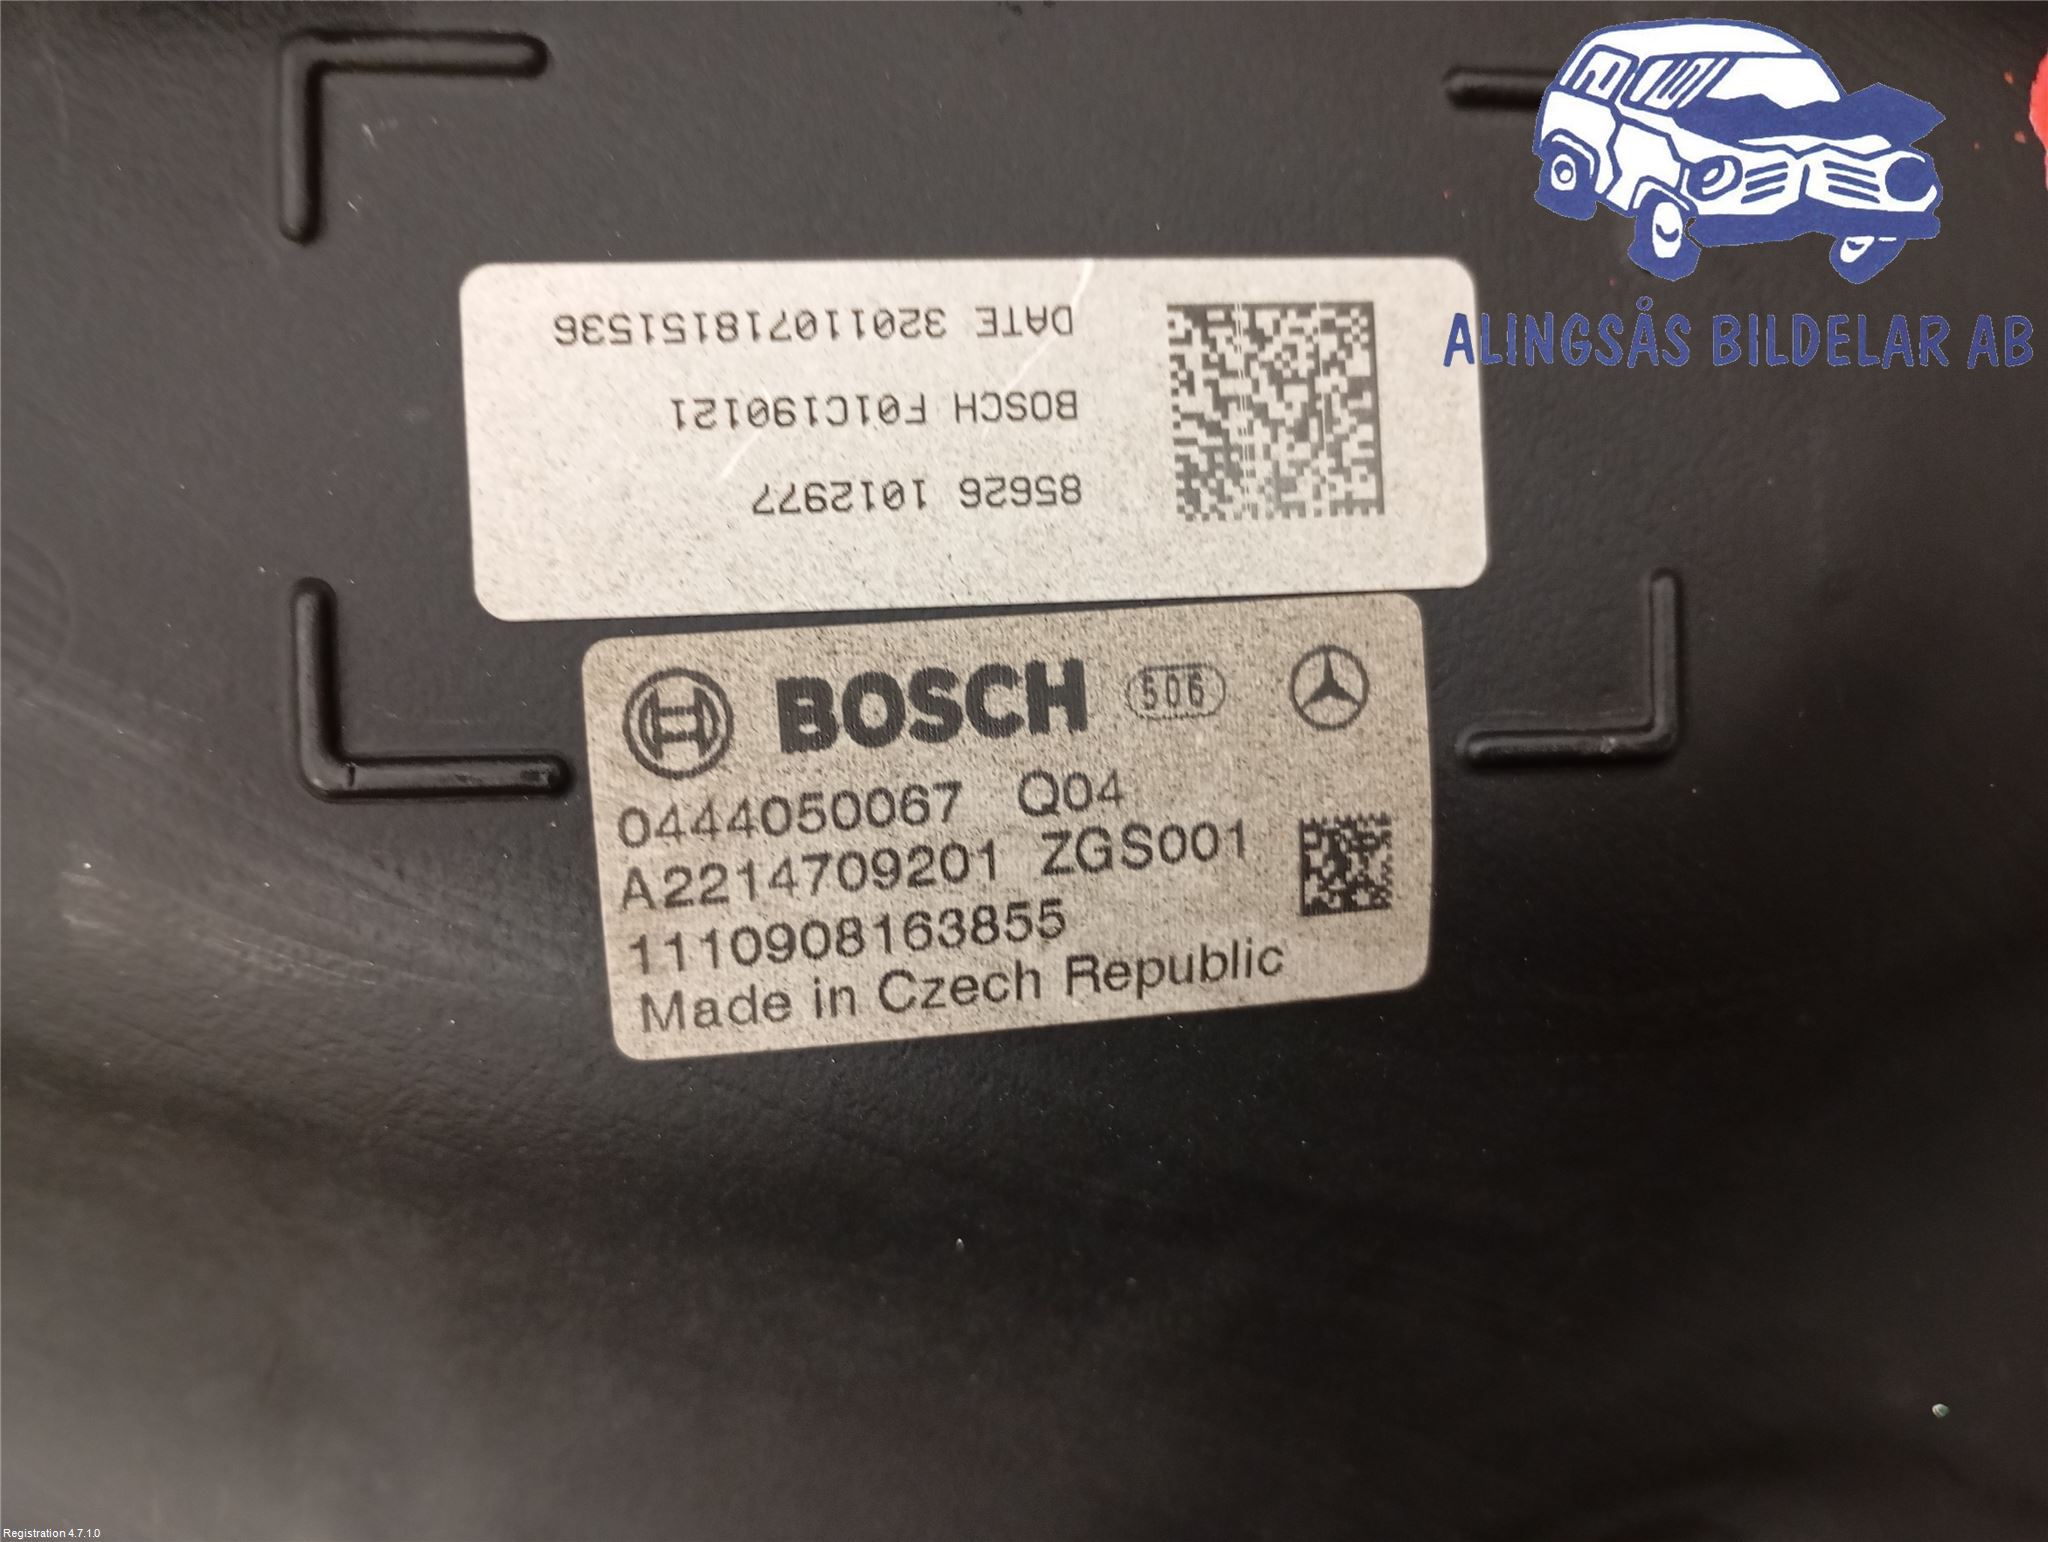 ALINGSÅS BILDELAR AB
85626 1012977
BOSCH F01C190121
DATE 320110718151536
BOSCH 506
0444050067 Q04
A2214709201 ZGS001
1110908163855
Made in Czech Republic
Registration 4.7.1.0